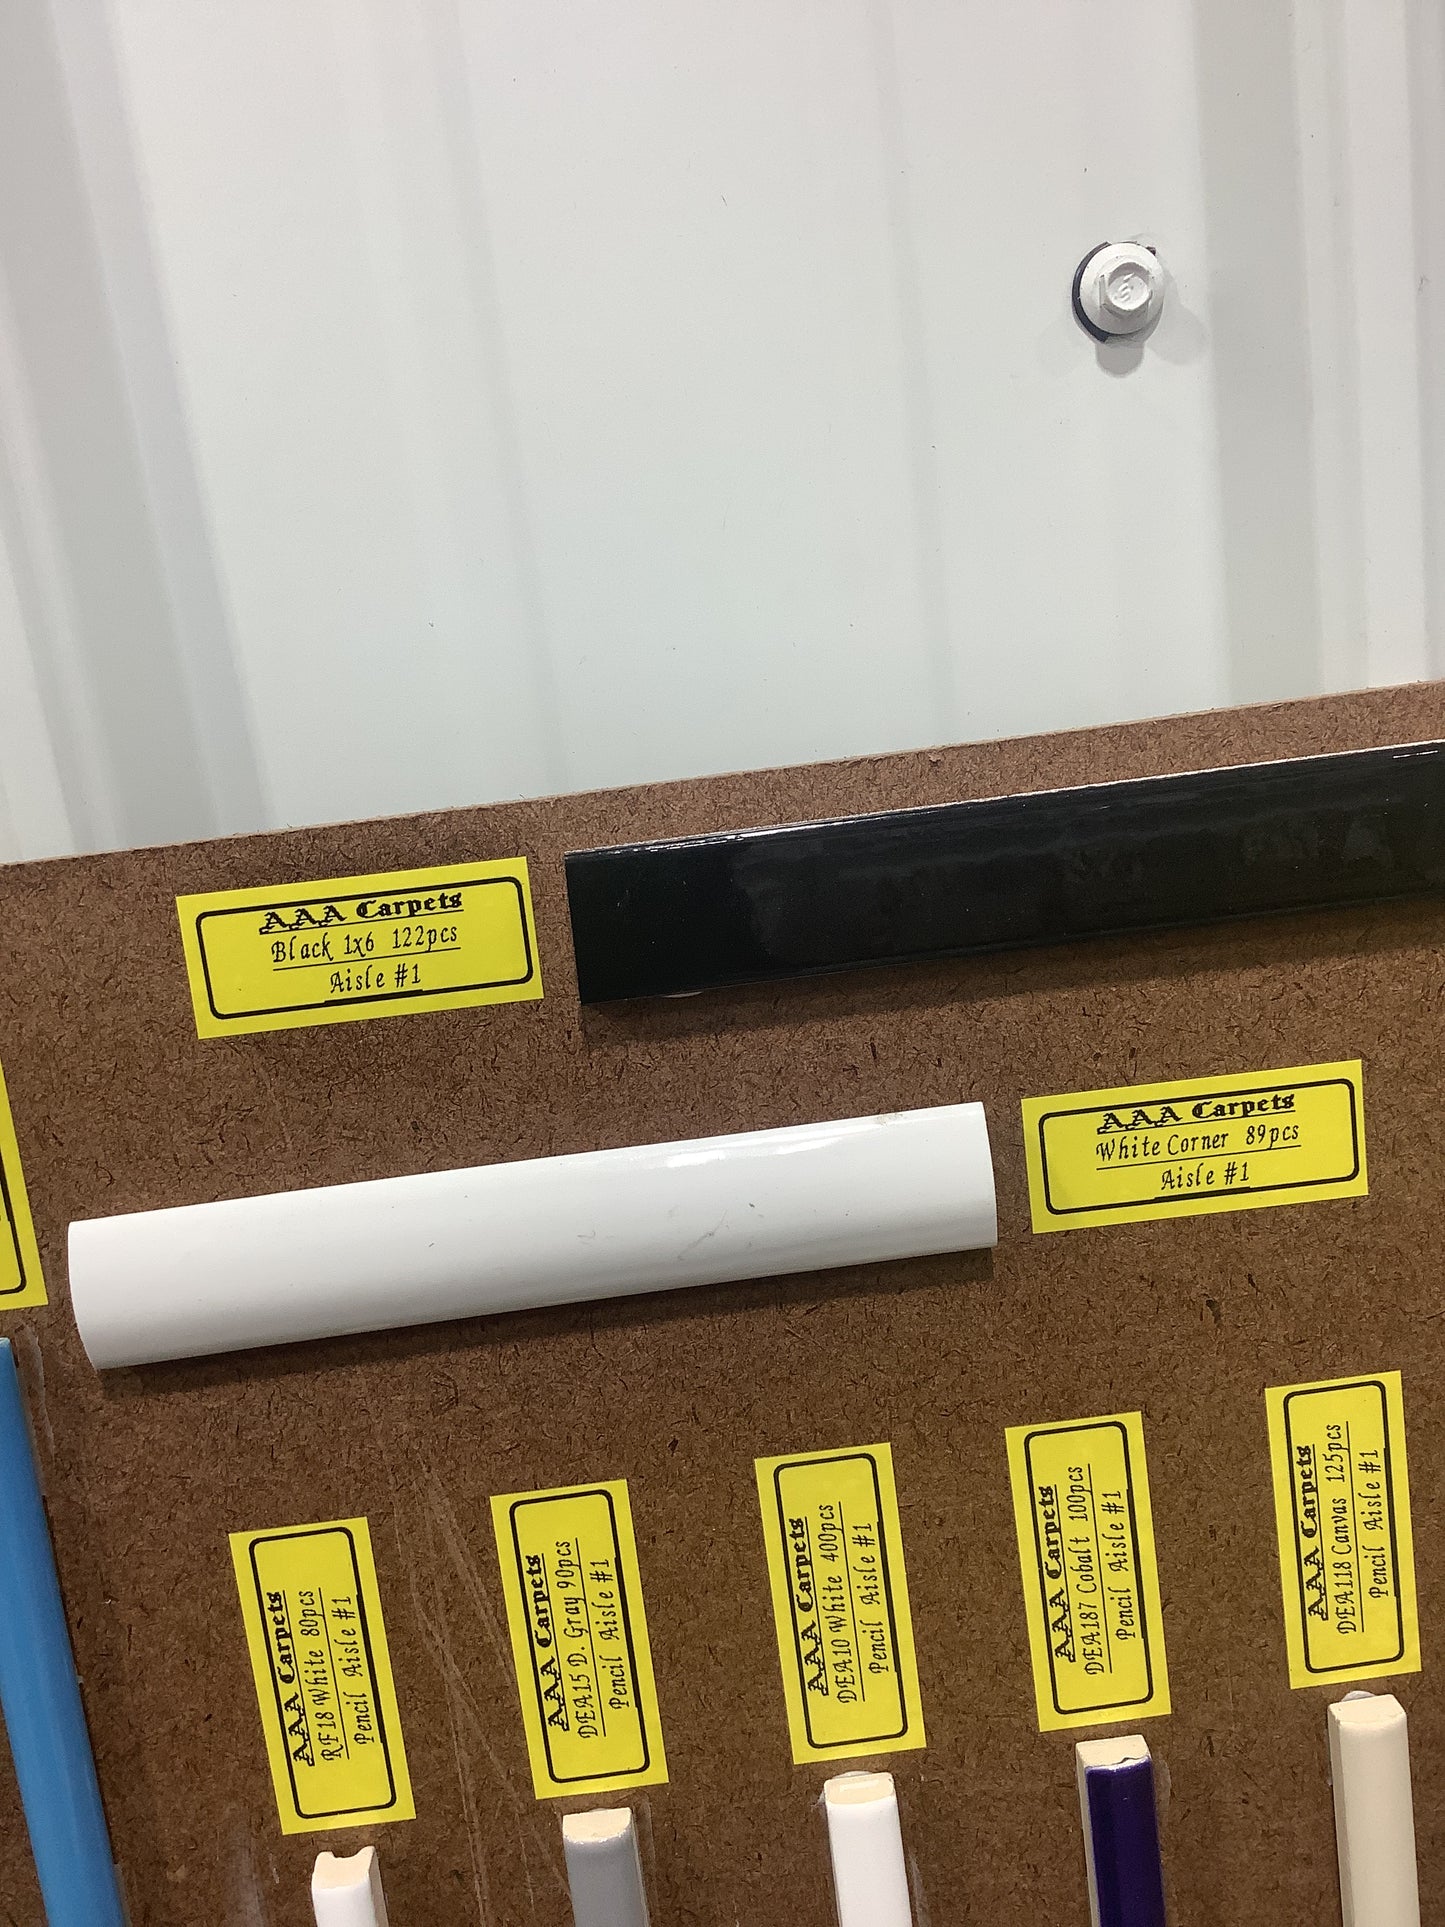 AAA Carpets
Black 1x6 122pcs
Aisle #1
AAA Carpets
White Corner 89pcs
Aisle #1
AAA Carpets
RF18 White 80pcs
Pencil Aisle #1
AAA Carpets
DEA15 D. Gray 90pcs
Pencil Aisle #1
AAA Carpets
DEA10 White 400pcs
Pencil Aisle #1
AAA Carpets
DEA187 Cobalt 100pcs
Pencil Aisle #1
AAA Carpets
DEA118 Canvas 125pcs
Pencil Aisle #1